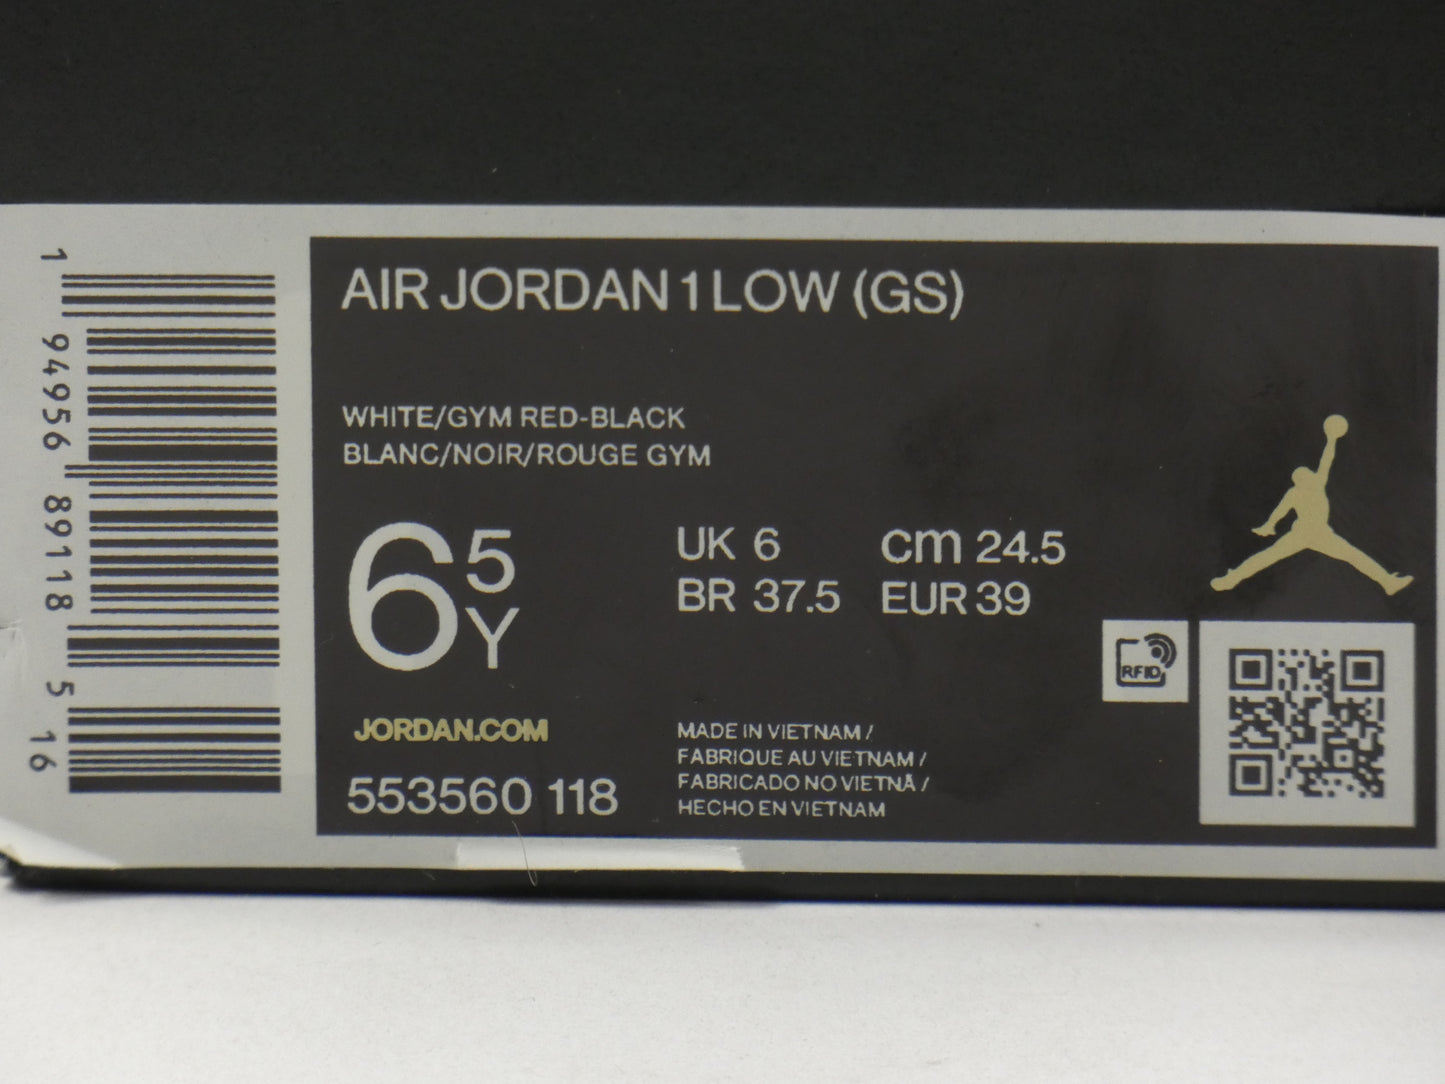 AIR JORDAN 1 LOW (GS)
WHITE/GYM RED-BLACK
BLANC/NOIR/ROUGE GYM
6 5 Y
UK 6 cm 24.5
BR 37.5 EUR 39
RFID
JORDAN.COM
553560 118
MADE IN VIETNAM /
FABRIQUE AU VIETNAM /
FABRICADO NO VIETNÃ /
HECHO EN VIETNAM
1 94956 89118 5 16